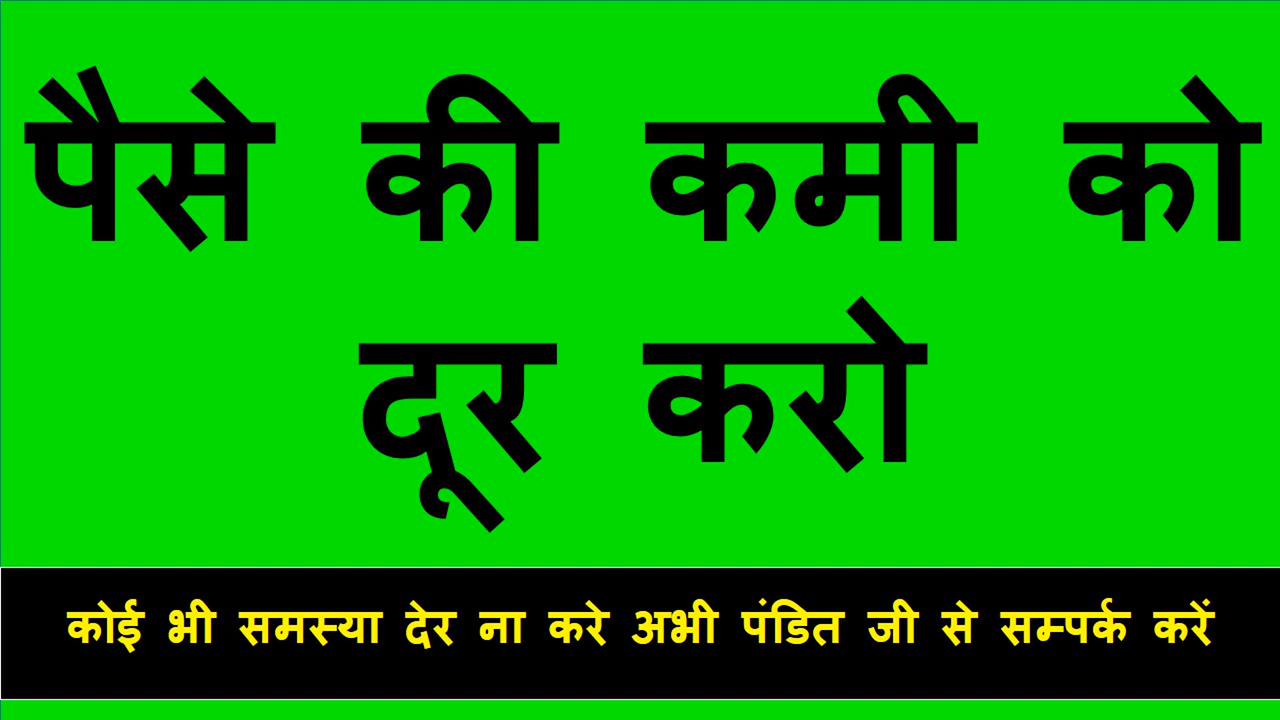 पैसे की कमी को
दूर करो
कोई भी समस्या देर ना करे अभी पंडित जी से सम्पर्क करें